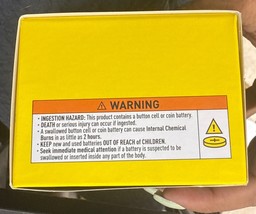 WARNING
• INGESTION HAZARD: This product contains a button cell or coin battery.
• DEATH or serious injury can occur if ingested.
• A swallowed button cell or coin battery can cause Internal Chemical
Burns in as little as 2 hours.
• KEEP new and used batteries OUT OF REACH of CHILDREN.
• Seek immediate medical attention if a battery is suspected to be
swallowed or inserted inside any part of the body.